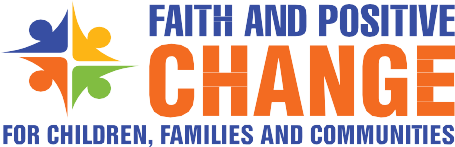 FAITH AND POSITIVE
CHANGE
FOR CHILDREN, FAMILIES AND COMMUNITIES